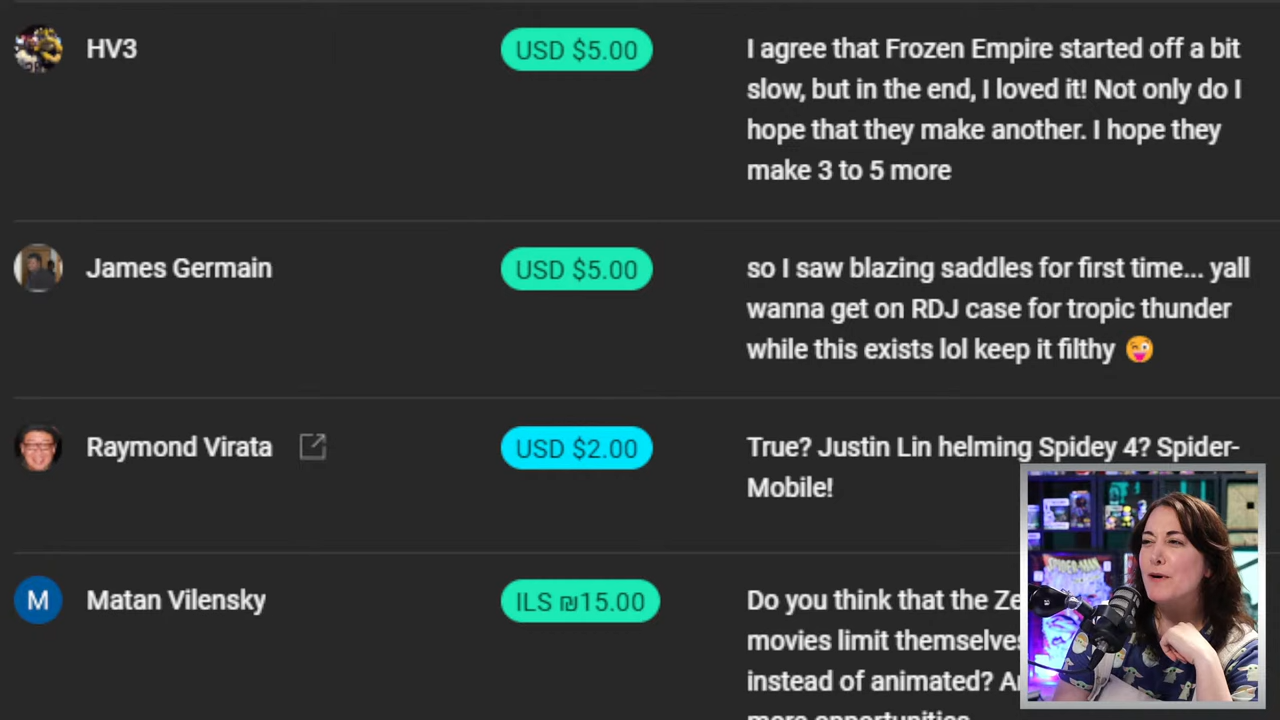 HV3
USD $5.00
I agree that Frozen Empire started off a bit
slow, but in the end, I loved it! Not only do I
hope that they make another. I hope they
make 3 to 5 more
James Germain
USD $5.00
so I saw blazing saddles for first time... yall
wanna get on RDJ case for tropic thunder
while this exists lol keep it filthy 😜
Raymond Virata
USD $2.00
True? Justin Lin helming Spidey 4? Spider-
Mobile!
M
Matan Vilensky
ILS ₪15.00
Do you think that the
movies limit themselves
instead of animated?
more opportunities